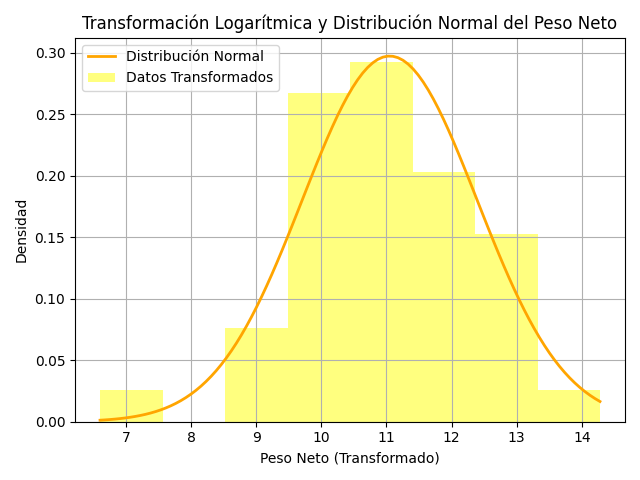 Transformación Logarítmica y Distribución Normal del Peso Neto
Distribución Normal
Datos Transformados
Densidad
0.30
0.25
0.20
0.15
0.10
0.05
0.00
7 8 9 10 11 12 13 14
Peso Neto (Transformado)